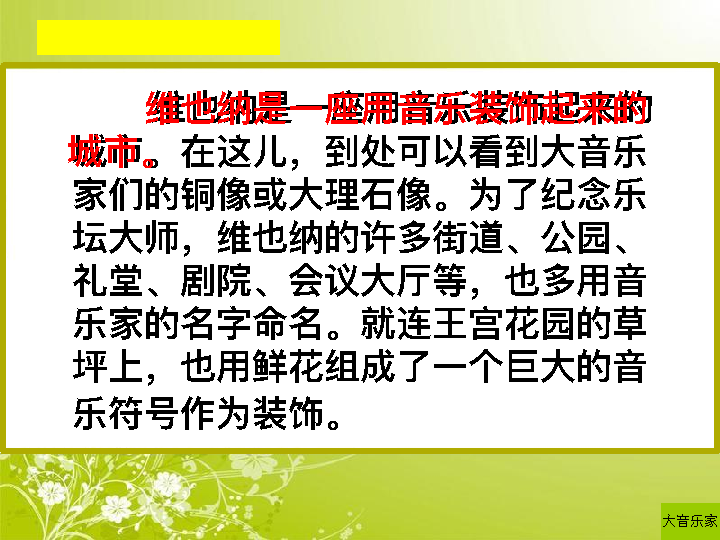 维也纳是一座用音乐装饰起来的
城市。在这儿，到处可以看到大音乐
家们的铜像或大理石像。为了纪念乐
坛大师，维也纳的许多街道、公园、
礼堂、剧院、会议大厅等，也多用音
乐家的名字命名。就连王宫花园的草
坪上，也用鲜花组成了一个巨大的音
乐符号作为装饰。
大音乐家